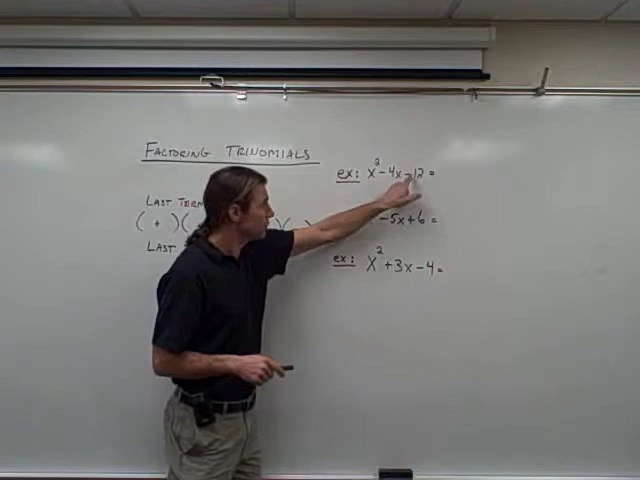 FACTORING TRINOMIALS
LAST TERM
( + )( )( )
LAST
ex: x² - 4x - 12 =
- 5x + 6 =
ex: x² + 3x - 4 =